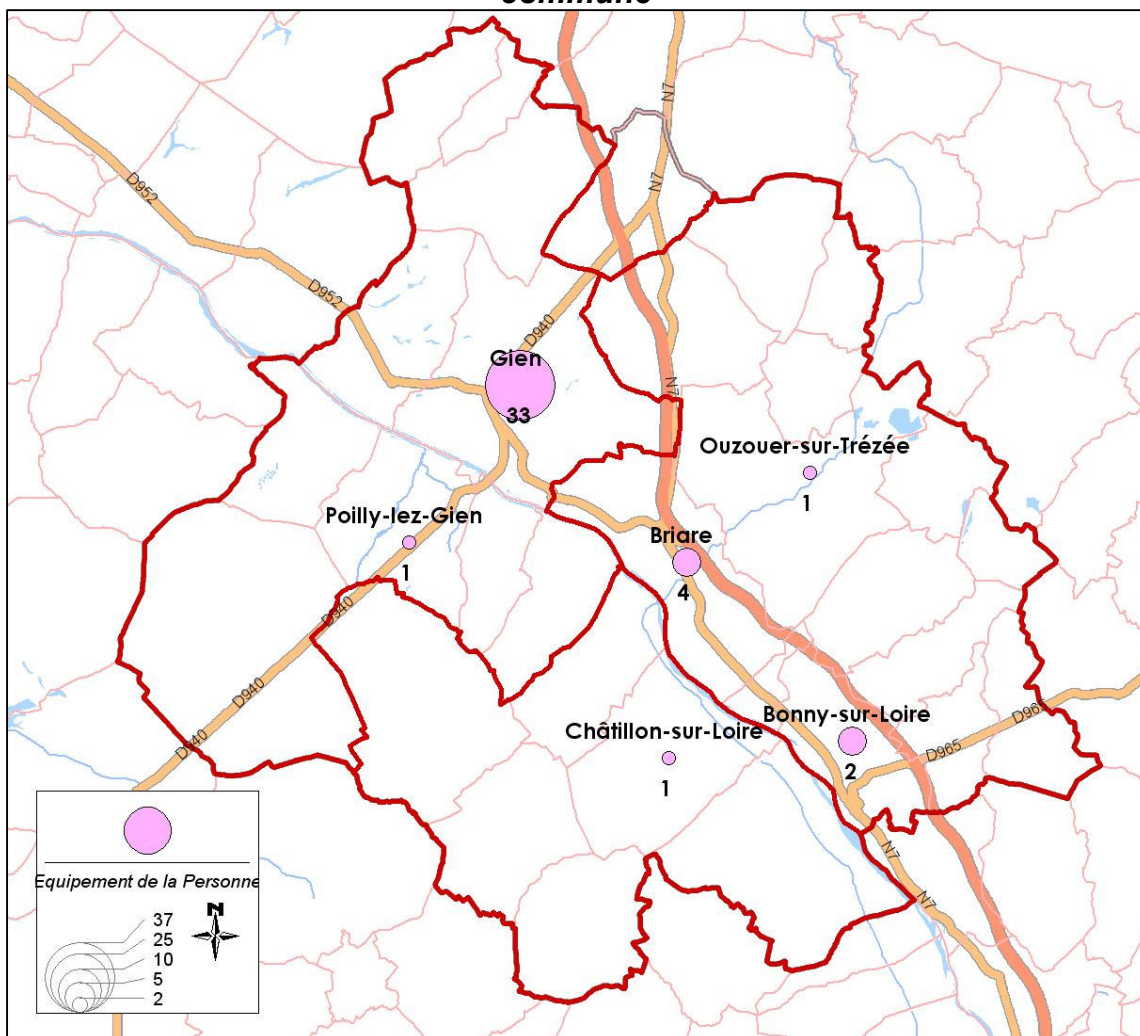 commune
N7
D952
N7
D952
D940
Gien
33
N7
Ouzouer-sur-Trézée
1
Poilly-lez-Gien
1
Briare
4
D940
D940
Bonny-sur-Loire
2
D965
D965
Châtillon-sur-Loire
1
D940
N7
N7
Equipement de la Personne
N
37
25
10
5
2